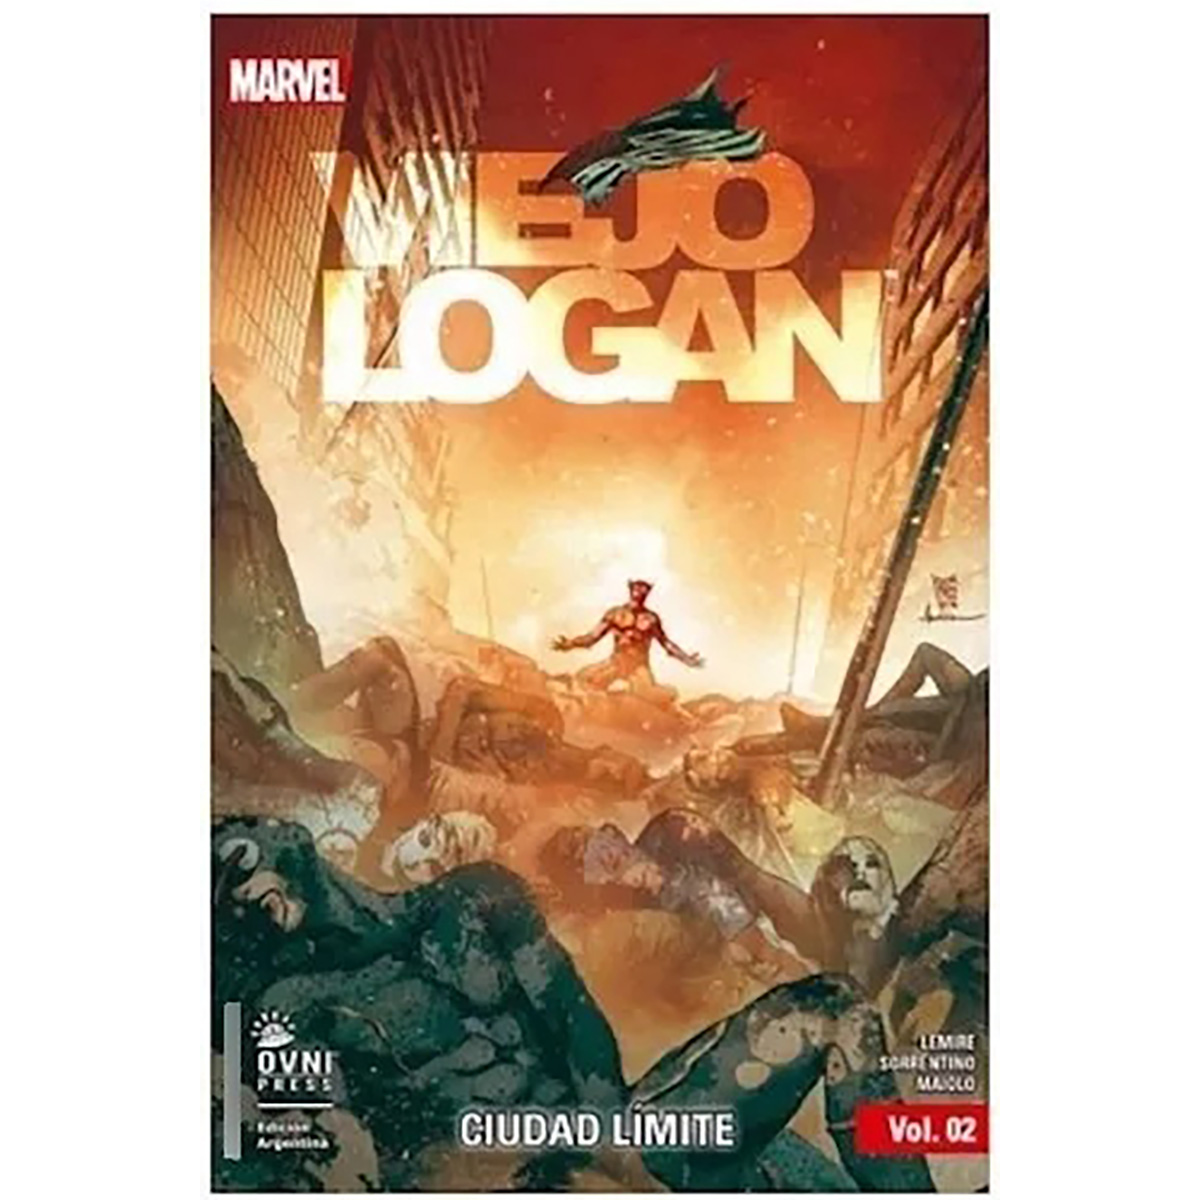 MARVEL
VIEJO
LOGAN
LEMIRE
SORRENTINO
MAIOLO
OVNI
PRESS
Edición
Argentina
CIUDAD LÍMITE
Vol. 02